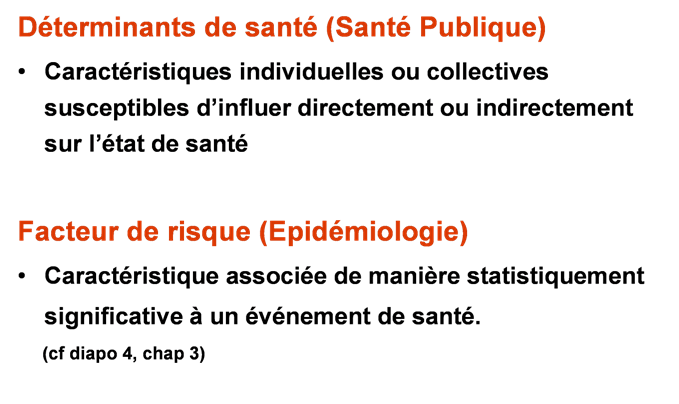 Déterminants de santé (Santé Publique)
• Caractéristiques individuelles ou collectives
susceptibles d’influer directement ou indirectement
sur l’état de santé
Facteur de risque (Epidémiologie)
• Caractéristique associée de manière statistiquement
significative à un événement de santé.
(cf diapo 4, chap 3)